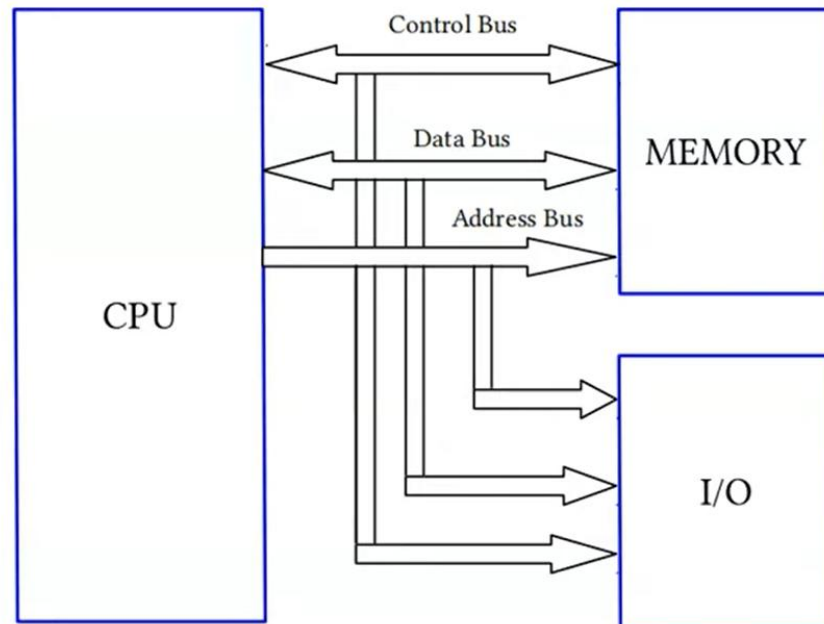 Control Bus
Data Bus
MEMORY
Address Bus
CPU
I/O